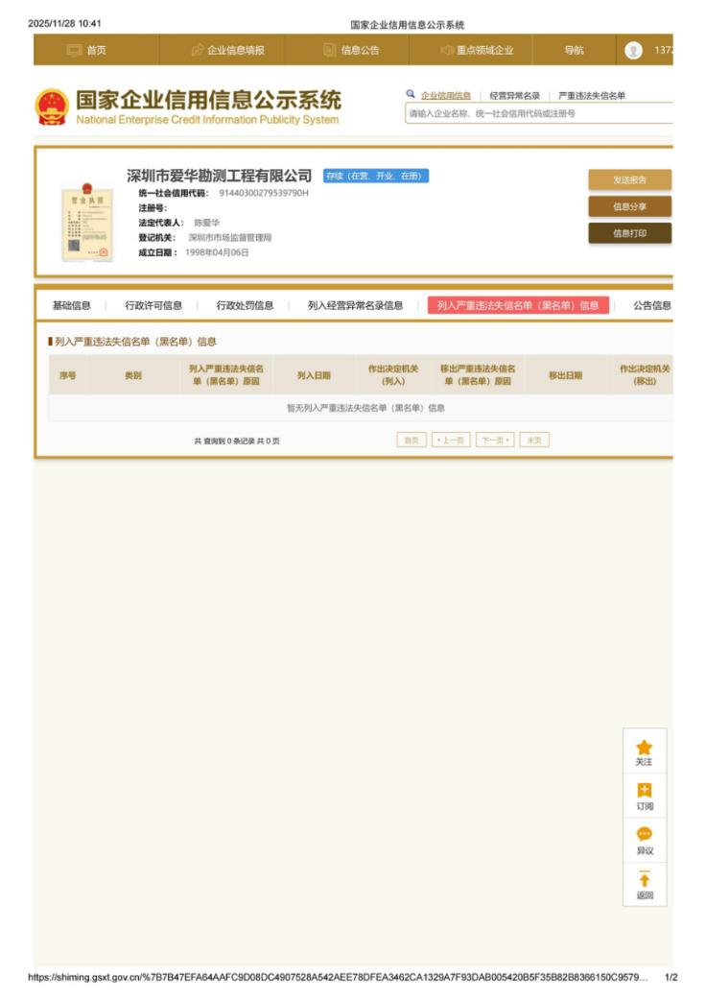 2025/11/28 10:41
国家企业信用信息公示系统
首页
企业信息填报
信息公告
重点领域企业
导航
国家企业信用信息公示系统
National Enterprise Credit Information Publicity System
企业信用信息 | 经营异常名录 | 严重违法失信名单
请输入企业名称、统一社会信用代码或注册号
深圳市爱华勘测工程有限公司 存续（在营、开业、在册）
统一社会信用代码： 91440300279539790H
注册号：
法定代表人： 陈爱华
登记机关： 深圳市市场监督管理局
成立日期： 1998年04月06日
营业执照
发送报告
信息分享
信息打印
基础信息 | 行政许可信息 | 行政处罚信息 | 列入经营异常名录信息 | 列入严重违法失信名单（黑名单）信息 公告信息
列入严重违法失信名单（黑名单）信息
序号
类别
列入严重违法失信名
单（黑名单）原因
列入日期
作出决定机关
(列入)
移出严重违法失信名
单（黑名单）原因
移出日期
作出决定机关
(移出)
暂无列入严重违法失信名单（黑名单）信息
共 查询到 0 条记录 共 0 页
首页
上一页
下一页
末页
关注
订阅
异议
返回
https://shiming.gsxt.gov.cn/%7B7B47EFA64AAFC9D08DC4907528A542AEE78DFEA3462CA1329A7F93DAB005420B5F35B82B8366150C9579... 1/2